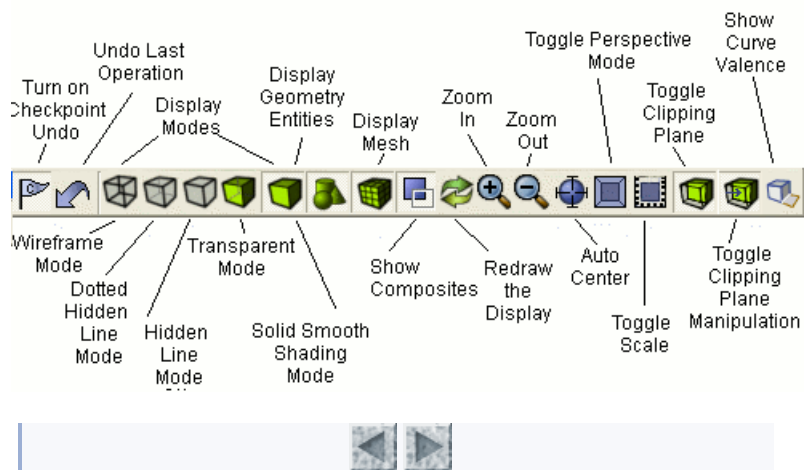 Show
Curve
Valence
Undo Last
Operation
Toggle Perspective
Mode
Turn on
Checkpoint
Undo
Display
Modes
Display
Geometry
Entities
Display
Mesh
Zoom
In
Zoom
Out
Toggle
Clipping
Plane
Wireframe
Mode
Dotted
Hidden
Line
Mode
Hidden
Line
Mode
Transparent
Mode
Solid Smooth
Shading
Mode
Show
Composites
Redraw
the
Display
Auto
Center
Toggle
Scale
Toggle
Clipping
Plane
Manipulation